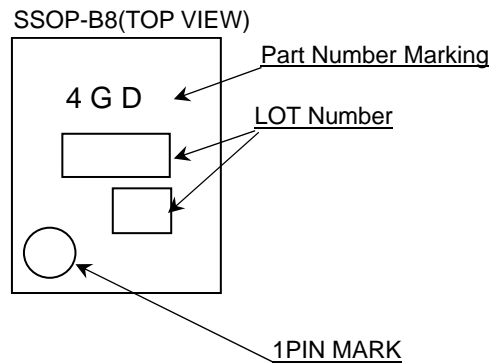 SSOP-B8(TOP VIEW)
Part Number Marking
4 G D
LOT Number
1PIN MARK